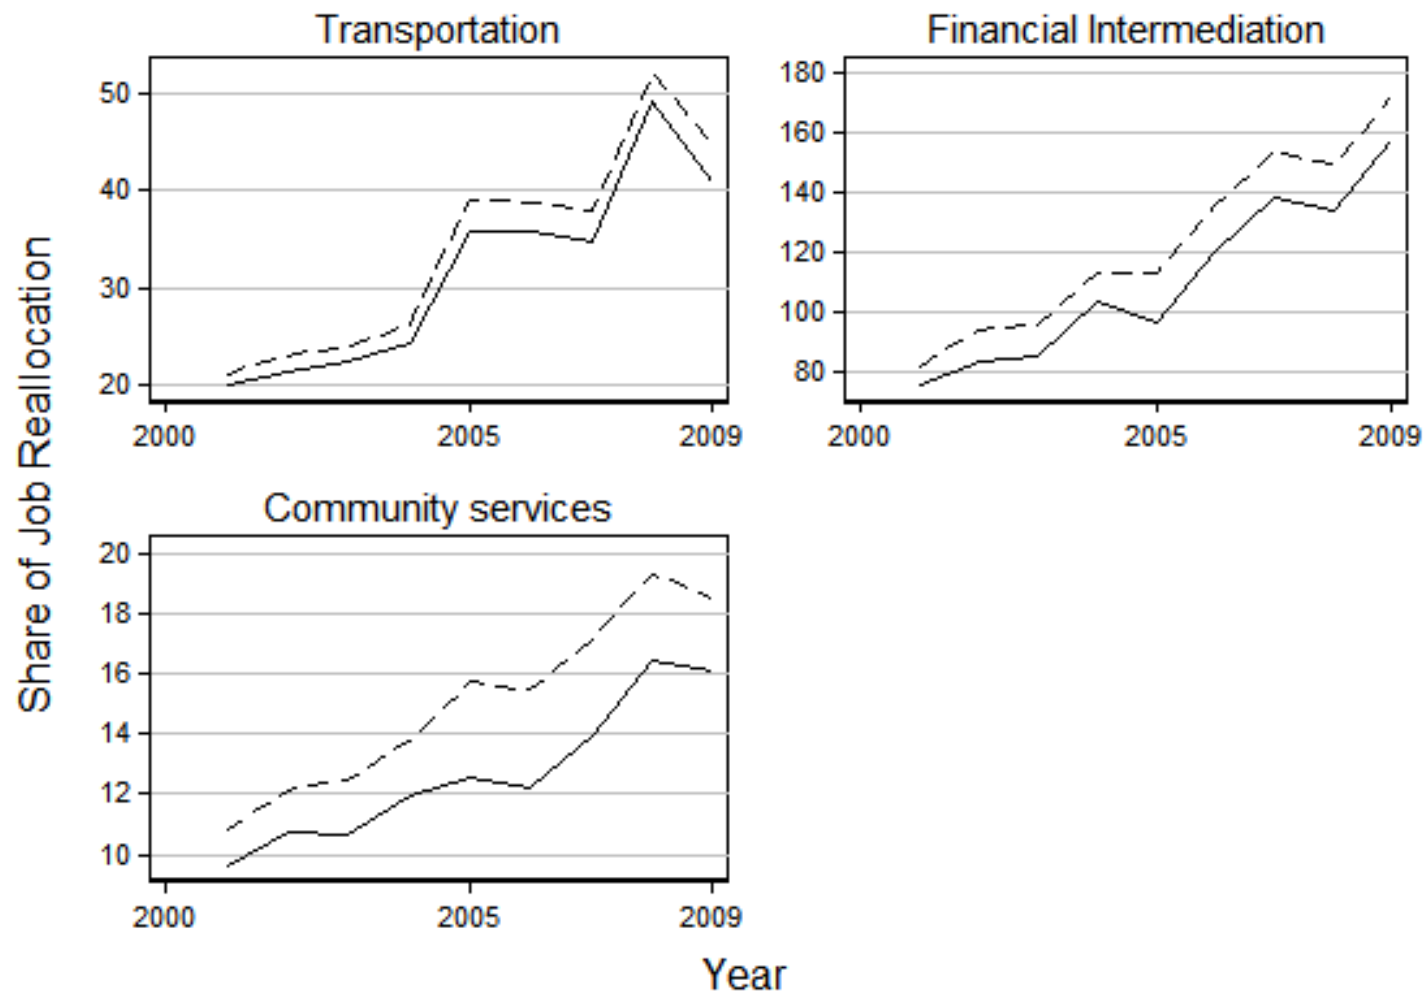 Transportation
50
40
30
20
2000 2005 2009
Financial Intermediation
180
160
140
120
100
80
2000 2005 2009
Community services
20
18
16
14
12
10
2000 2005 2009
Share of Job Reallocation
Year